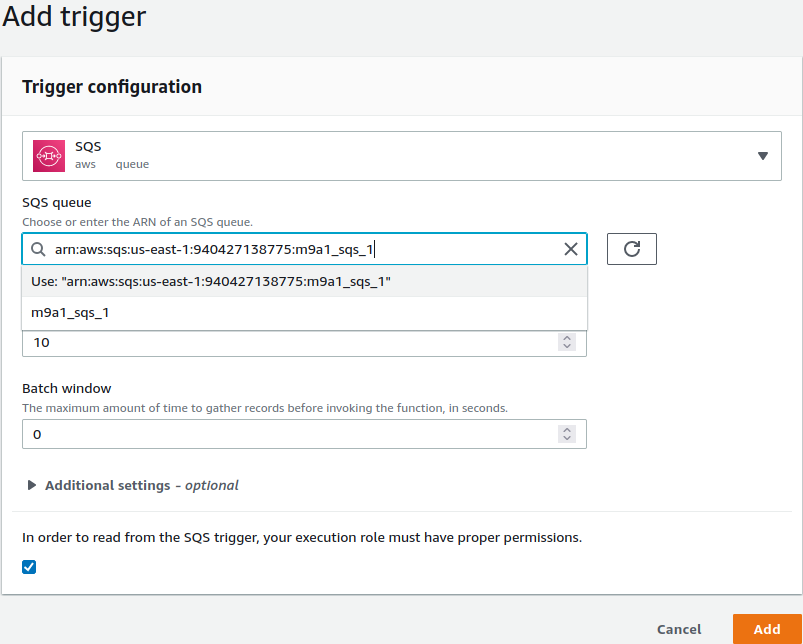 Add trigger
Trigger configuration
SQS
aws queue
SQS queue
Choose or enter the ARN of an SQS queue.
arn:aws:sqs:us-east-1:940427138775:m9a1_sqs_1
Use: "arn:aws:sqs:us-east-1:940427138775:m9a1_sqs_1"
m9a1_sqs_1
10
Batch window
The maximum amount of time to gather records before invoking the function, in seconds.
0
Additional settings - optional
In order to read from the SQS trigger, your execution role must have proper permissions.
Cancel Add